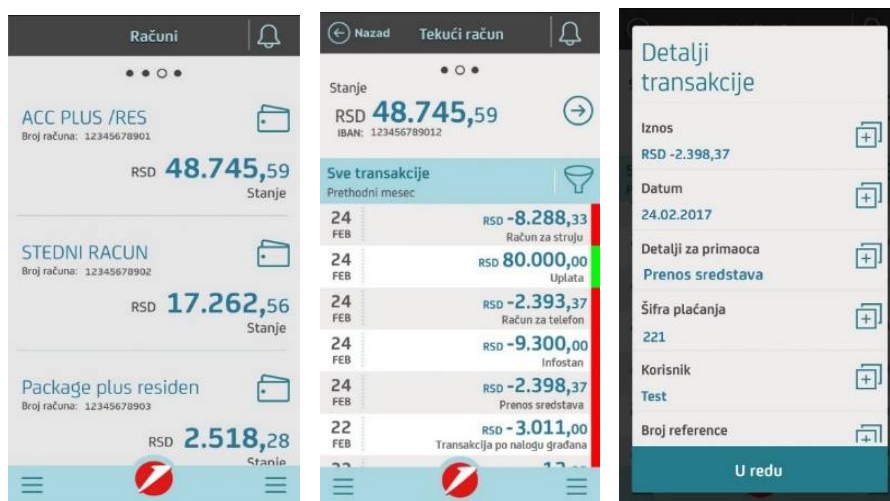 Računi
ACC PLUS /RES
Broj računa: 12345678901
RSD 48.745,59
Stanje
STEDNI RACUN
Broj računa: 12345678902
RSD 17.262,56
Stanje
Package plus residen
Broj računa: 12345678903
RSD 2.518,28
Stanje
Nazad Tekući račun
Stanje
RSD 48.745,59
IBAN: 123456789012
Sve transakcije
Prethodni mesec
24 RSD -8.288,33
FEB Račun za struju
24 RSD 80.000,00
FEB Uplata
24 RSD -2.393,37
FEB Račun za telefon
24 RSD -9.300,00
FEB Infostan
24 RSD -2.398,37
FEB Prenos sredstava
22 RSD -3.011,00
FEB Transakcija po nalogu građana
Detalji
transakcije
Iznos
RSD -2.398,37
Datum
24.02.2017
Detalji za primaoca
Prenos sredstava
Šifra plaćanja
221
Korisnik
Test
Broj reference
U redu